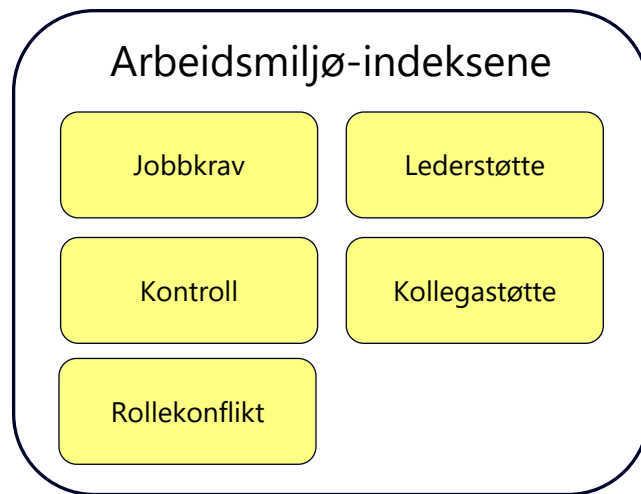 Arbeidsmiljø-indeksene
Jobbkrav
Lederstøtte
Kontroll
Kollegastøtte
Rollekonflikt